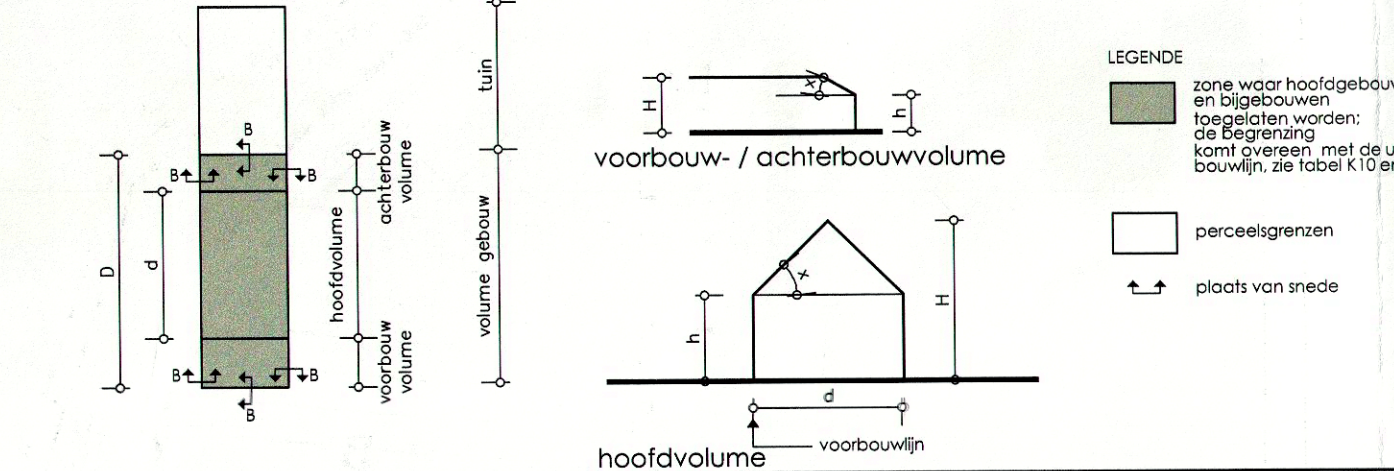 B
B
B
D
d
B
B
B
hoofdvolume
achterbouw
volume
voorbouw
volume
tuin
volume gebouw
H
x
h
voorbouw- / achterbouwvolume
x
h
H
d
voorbouwlijn
hoofdvolume
LEGENDE
zone waar hoofdgebouw
en bijgebouwen
toegelaten worden;
de begrenzing
komt overeen met de u
bouwlijn, zie tabel K10 en
perceelsgrenzen
plaats van snede